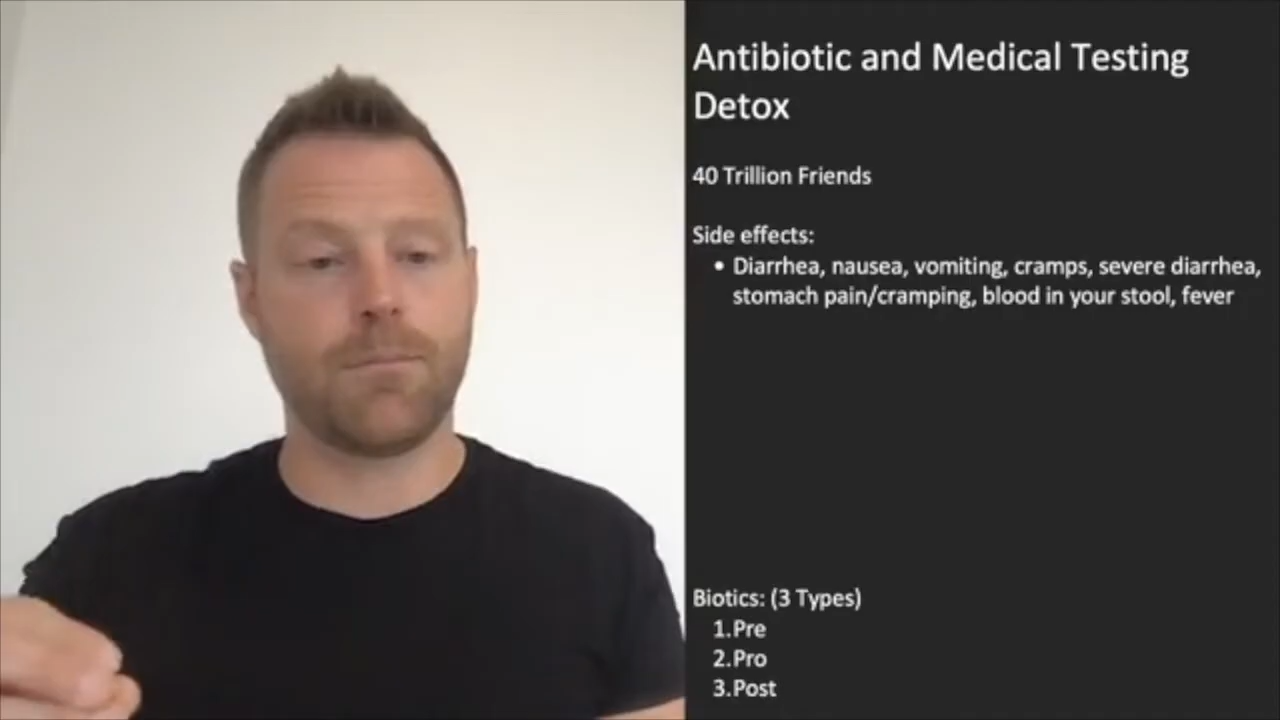 Antibiotic and Medical Testing
Detox
40 Trillion Friends
Side effects:
• Diarrhea, nausea, vomiting, cramps, severe diarrhea,
stomach pain/cramping, blood in your stool, fever
Biotics: (3 Types)
1. Pre
2. Pro
3. Post